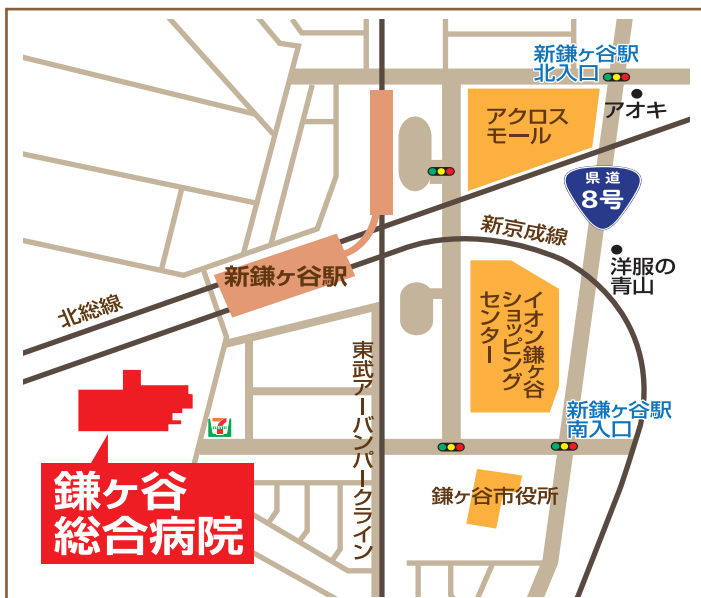 新鎌ヶ谷駅
北入口
アオキ
アクロス
モール
県道
8号
新京成線
洋服の
青山
新鎌ヶ谷駅
北総線
イオン鎌ヶ谷
ショッピング
センター
東武アーバンパークライン
新鎌ヶ谷駅
南入口
7
鎌ヶ谷
総合病院
鎌ヶ谷市役所